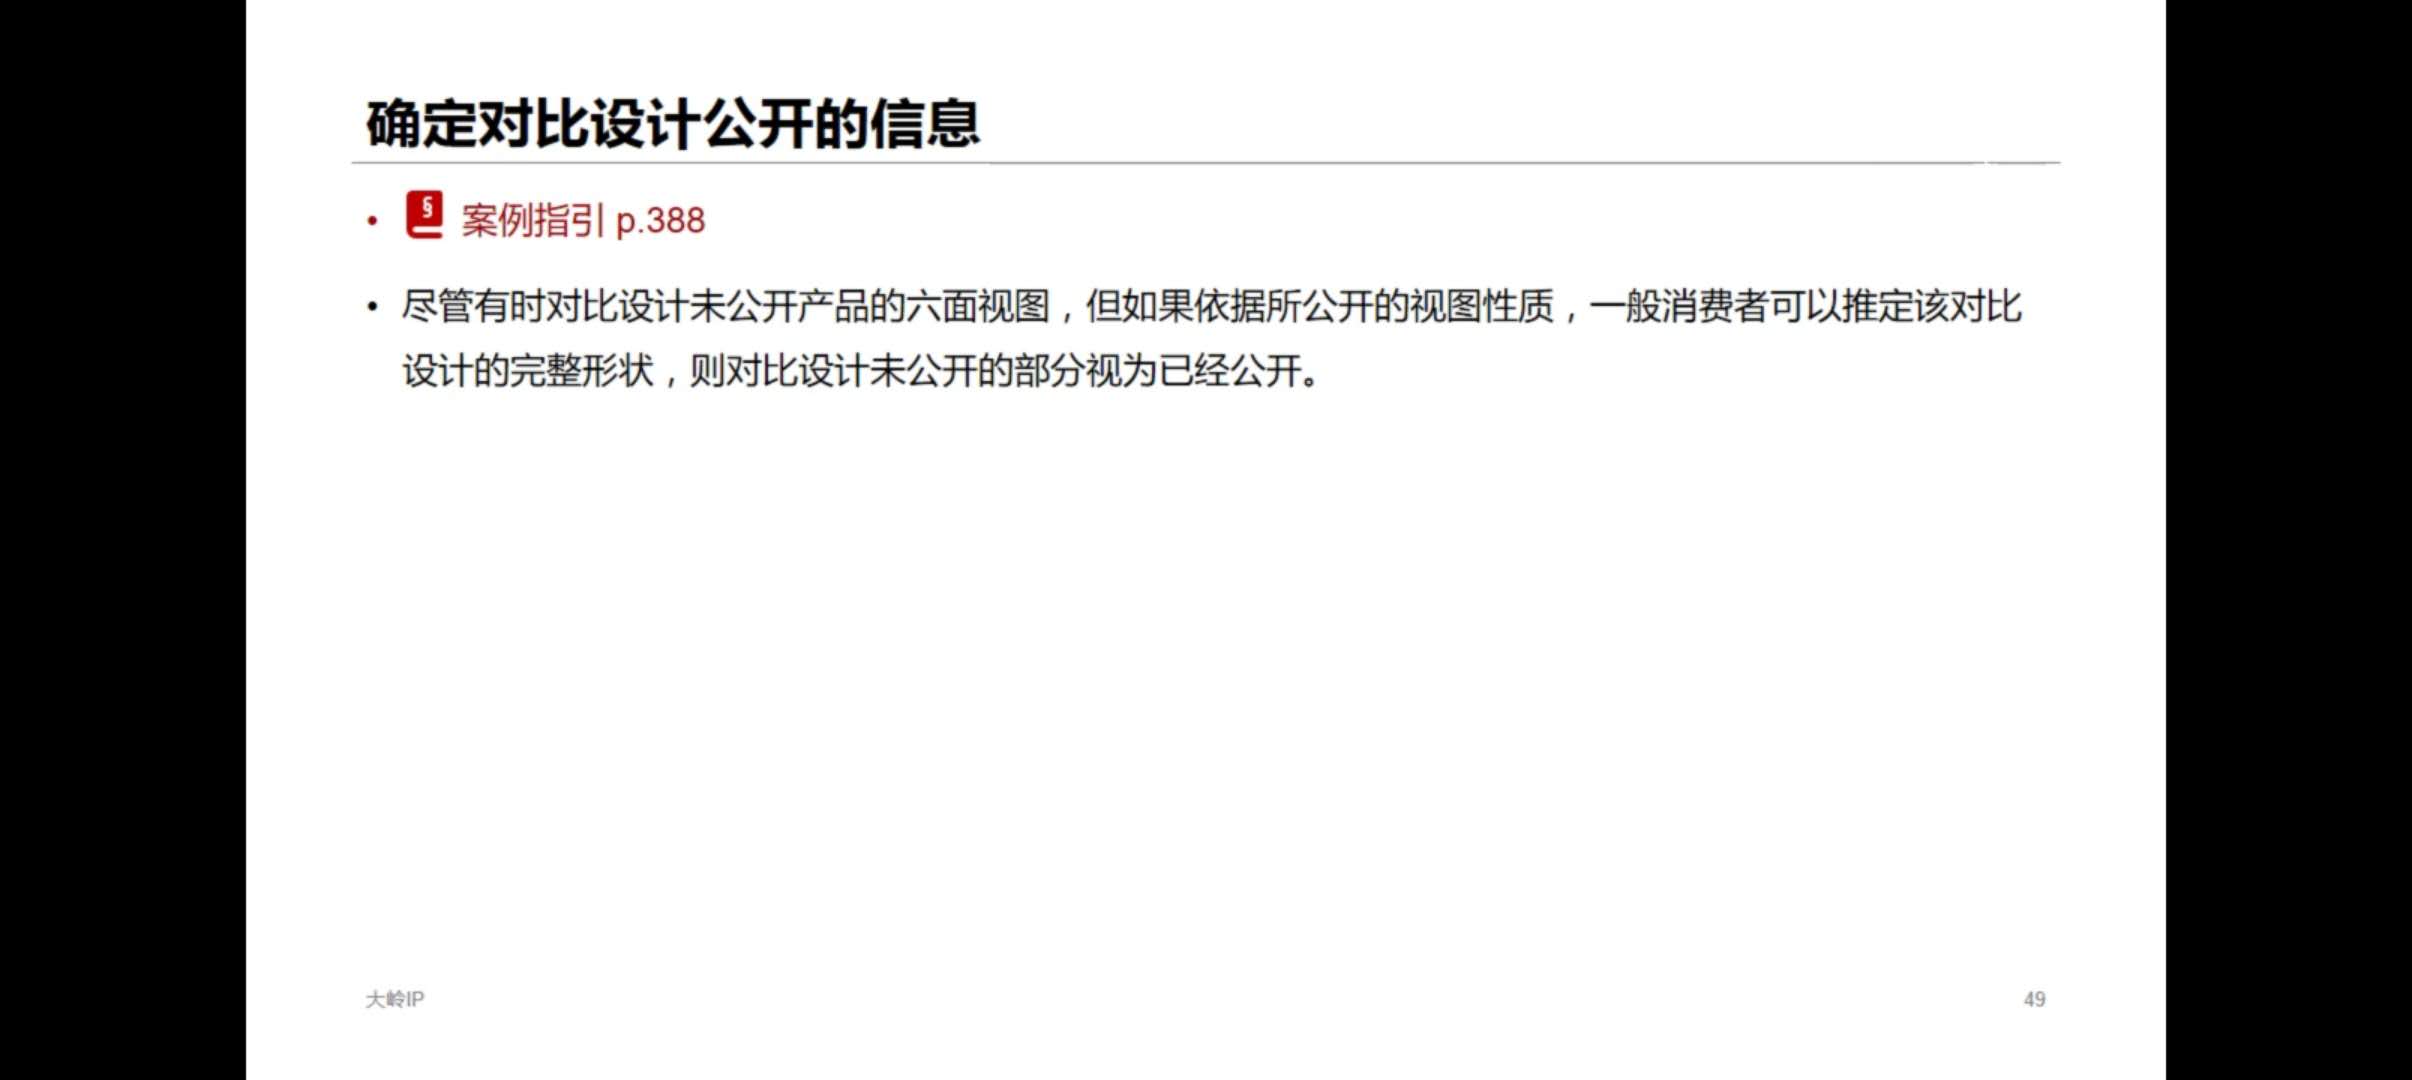 确定对比设计公开的信息
• § 案例指引 p.388
• 尽管有时对比设计未公开产品的六面视图，但如果依据所公开的视图性质，一般消费者可以推定该对比
设计的完整形状，则对比设计未公开的部分视为已经公开。
大岭IP
49